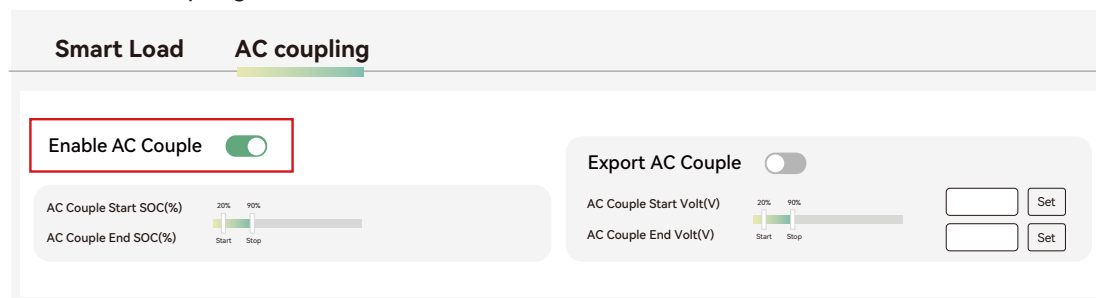 Smart Load AC coupling
Enable AC Couple
AC Couple Start SOC(%) 20% 90%
AC Couple End SOC(%) Start Stop
Export AC Couple
AC Couple Start Volt(V) 20% 90% Set
AC Couple End Volt(V) Start Stop Set